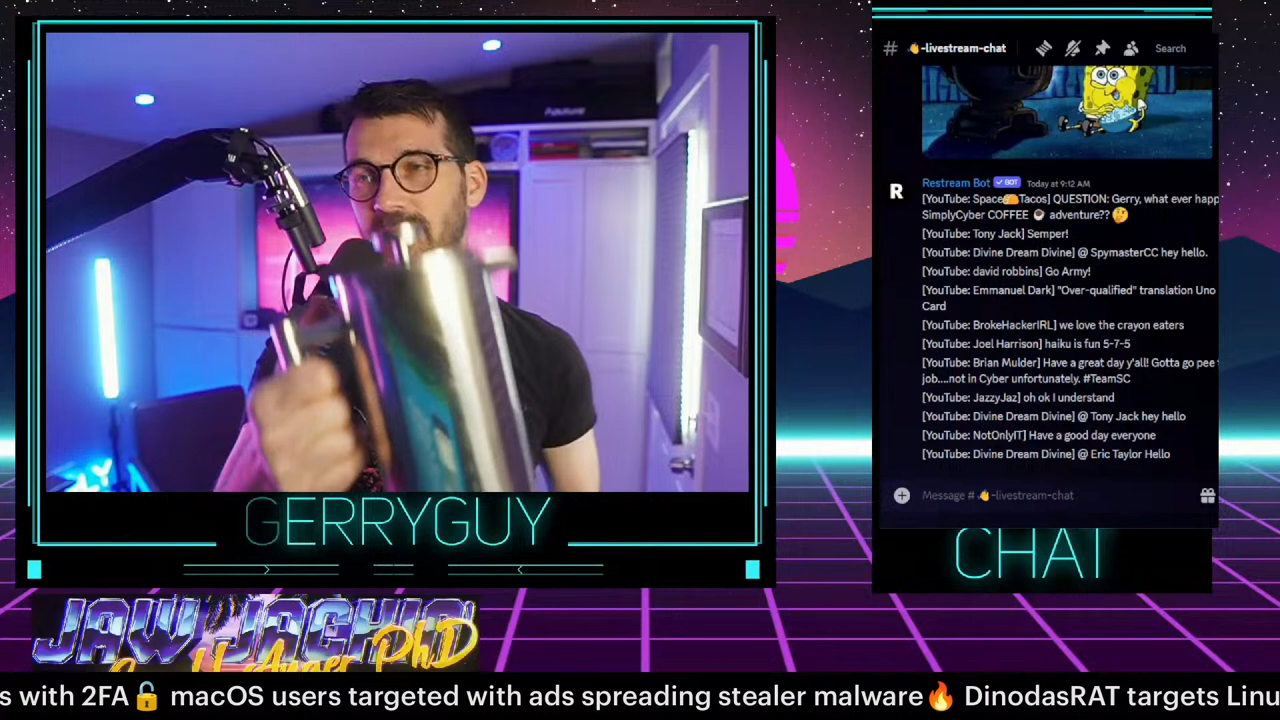 # 👋-livestream-chat
Search
Restream Bot ✓ BOT Today at 9:12 AM
[YouTube: Space🌮Tacos] QUESTION: Gerry, what ever happ
SimplyCyber COFFEE ☕ adventure?? 🤔
[YouTube: Tony Jack] Semper!
[YouTube: Divine Dream Divine] @ SpymasterCC hey hello.
[YouTube: david robbins] Go Army!
[YouTube: Emmanuel Dark] "Over-qualified" translation Uno
Card
[YouTube: BrokeHackerIRL] we love the crayon eaters
[YouTube: Joel Harrison] haiku is fun 5-7-5
[YouTube: Brian Mulder] Have a great day y'all! Gotta go pee
job....not in Cyber unfortunately. #TeamSC
[YouTube: JazzyJaz] oh ok I understand
[YouTube: Divine Dream Divine] @ Tony Jack hey hello
[YouTube: NotOnlyIT] Have a good day everyone
[YouTube: Divine Dream Divine] @ Eric Taylor Hello
Message # 👋-livestream-chat
GERRYGUY
CHAT
JAWJACKIN'
PhD
s with 2FA🔓 macOS users targeted with ads spreading stealer malware🔥 DinodasRAT targets Linu